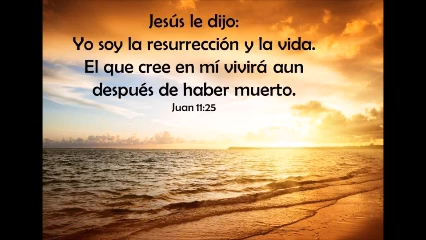 Jesús le dijo:
Yo soy la resurrección y la vida.
El que cree en mí vivirá aun
después de haber muerto.
Juan 11:25